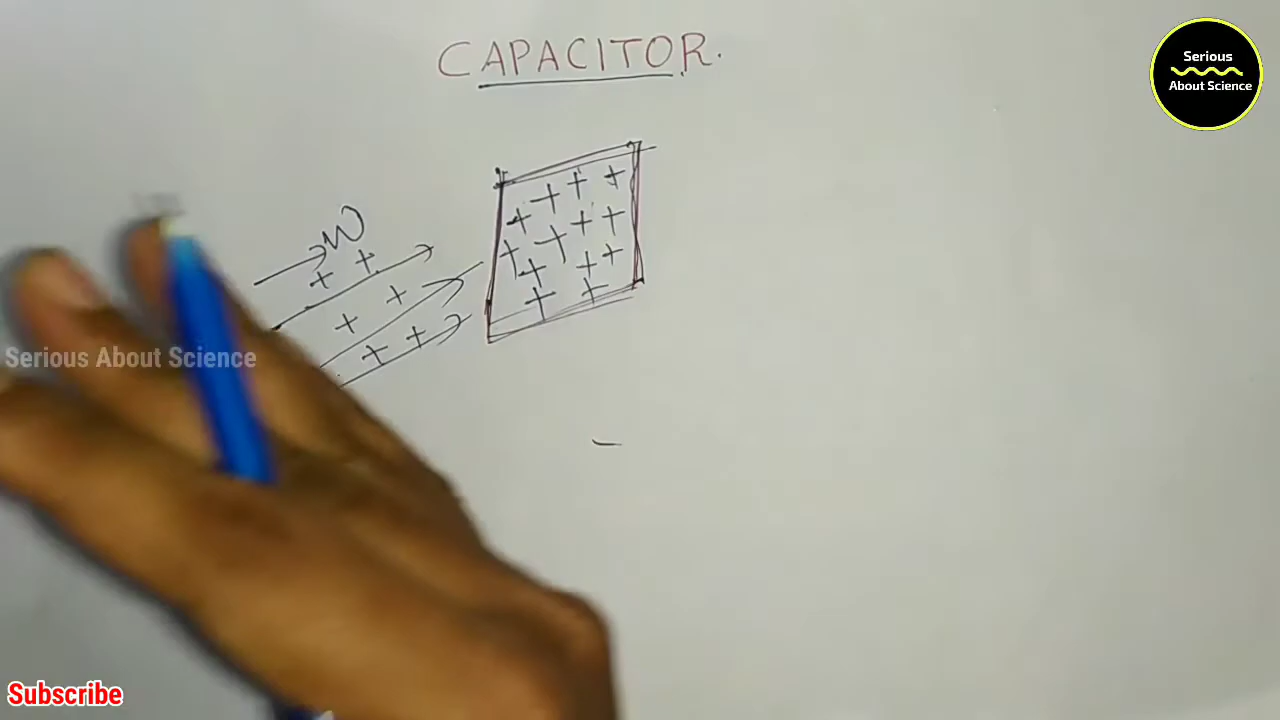 CAPACITOR.
Serious
About Science
W
+ + + +
+ + +
+ + +
+ + +
+ +
+ +
+ +
+ +
-
Serious About Science
Subscribe